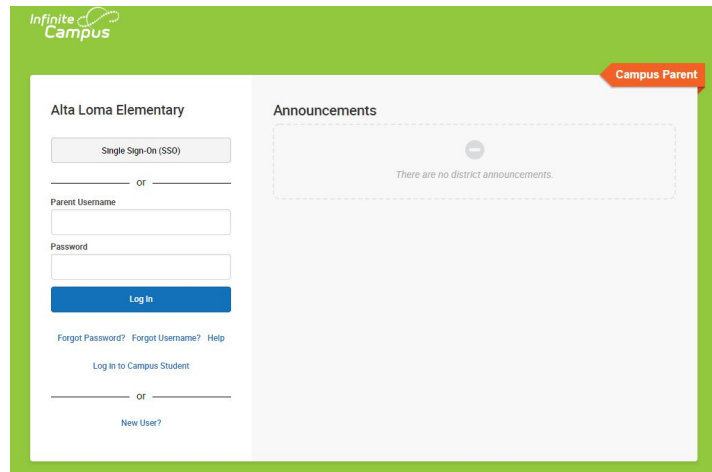 Infinite
Campus
Campus Parent
Alta Loma Elementary
Single Sign-On (SSO)
or
Parent Username
Password
Log In
Forgot Password? Forgot Username? Help
Log in to Campus Student
or
New User?
Announcements
There are no district announcements.